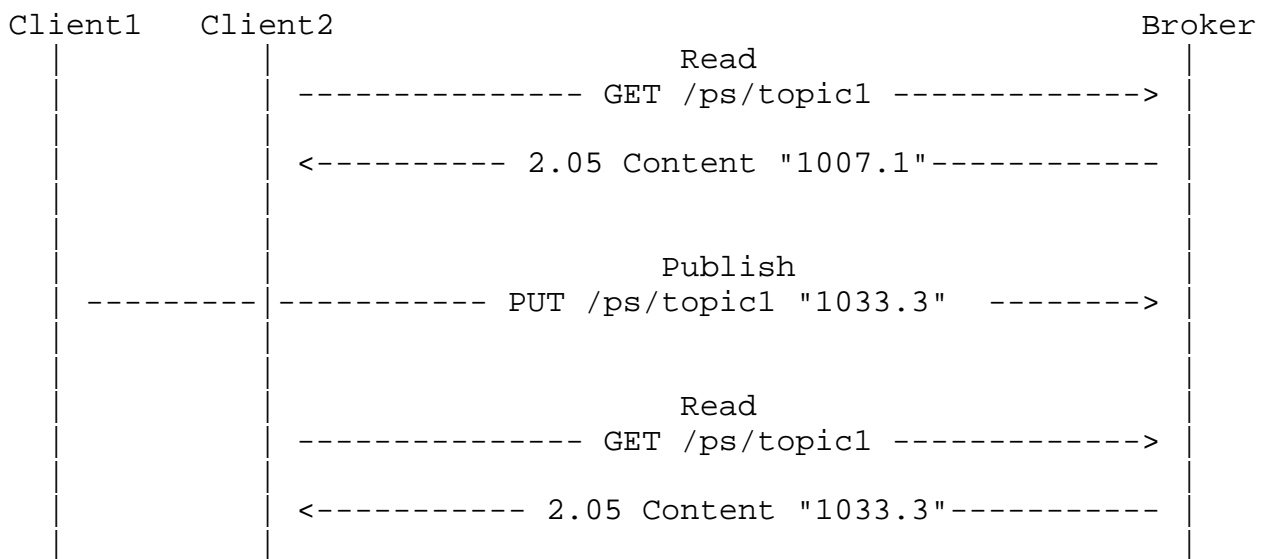 Client1 Client2 Broker
Read
--------------- GET /ps/topic1 ------------->
<---------- 2.05 Content "1007.1"------------
Publish
---------|----------- PUT /ps/topic1 "1033.3" -------->
Read
--------------- GET /ps/topic1 ------------->
<----------- 2.05 Content "1033.3"-----------